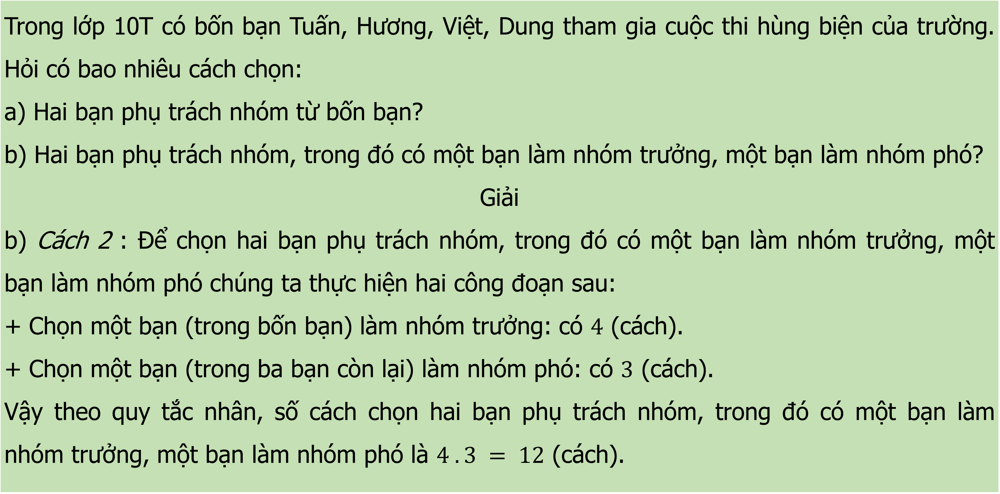 Trong lớp 10T có bốn bạn Tuấn, Hương, Việt, Dung tham gia cuộc thi hùng biện của trường.
Hỏi có bao nhiêu cách chọn:
a) Hai bạn phụ trách nhóm từ bốn bạn?
b) Hai bạn phụ trách nhóm, trong đó có một bạn làm nhóm trưởng, một bạn làm nhóm phó?
Giải
b) Cách 2 : Để chọn hai bạn phụ trách nhóm, trong đó có một bạn làm nhóm trưởng, một
bạn làm nhóm phó chúng ta thực hiện hai công đoạn sau:
+ Chọn một bạn (trong bốn bạn) làm nhóm trưởng: có 4 (cách).
+ Chọn một bạn (trong ba bạn còn lại) làm nhóm phó: có 3 (cách).
Vậy theo quy tắc nhân, số cách chọn hai bạn phụ trách nhóm, trong đó có một bạn làm
nhóm trưởng, một bạn làm nhóm phó là 4 . 3 = 12 (cách).